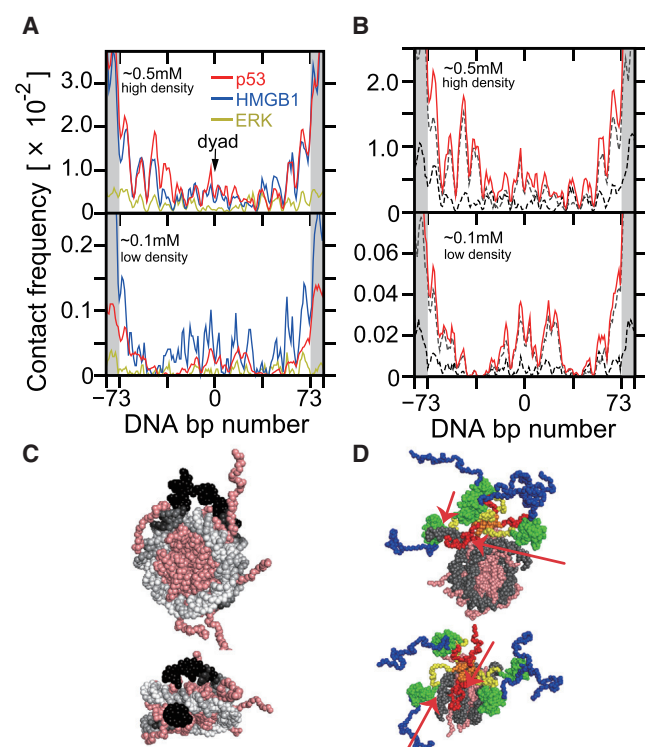 A
B
Contact frequency [ × 10⁻²]
3.0
2.0
1.0
0
~0.5mM
high density
p53
HMGB1
ERK
dyad
0.2
0.1
0
~0.1mM
low density
−73
0
73
DNA bp number
2.0
1.0
0
~0.5mM
high density
0.06
0.04
0.02
0
~0.1mM
low density
−73
0
73
DNA bp number
C
D